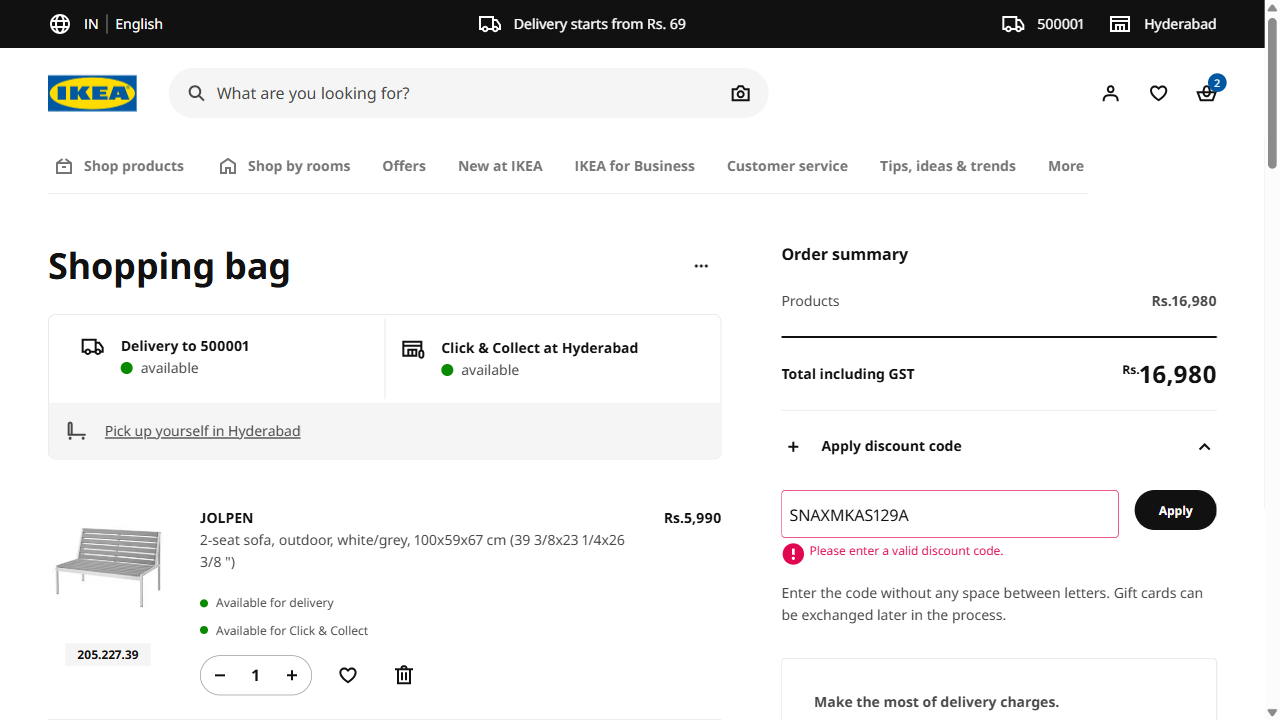 IN English
Delivery starts from Rs. 69
500001
Hyderabad
IKEA
What are you looking for?
2
Shop products
Shop by rooms
Offers
New at IKEA
IKEA for Business
Customer service
Tips, ideas & trends
More
Shopping bag
Delivery to 500001
available
Click & Collect at Hyderabad
available
Pick up yourself in Hyderabad
JOLPEN
Rs.5,990
2-seat sofa, outdoor, white/grey, 100x59x67 cm (39 3/8x23 1/4x26
3/8 ")
Available for delivery
Available for Click & Collect
205.227.39
1
Order summary
Products Rs.16,980
Total including GST Rs.16,980
Apply discount code
SNAXMKAS129A
Apply
Please enter a valid discount code.
Enter the code without any space between letters. Gift cards can
be exchanged later in the process.
Make the most of delivery charges.